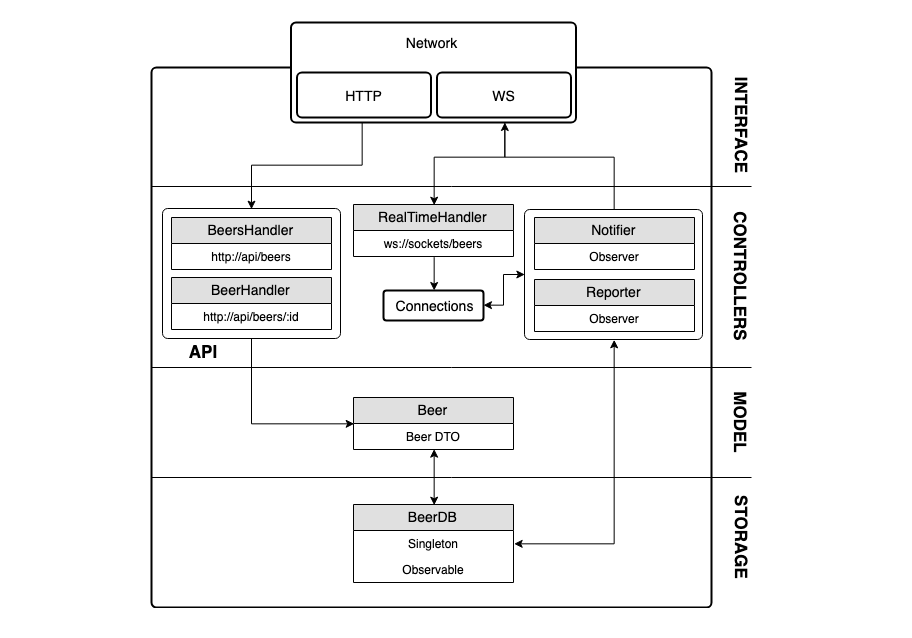 Network
HTTP
WS
INTERFACE
BeersHandler
http://api/beers
BeerHandler
http://api/beers/:id
API
RealTimeHandler
ws://sockets/beers
Connections
Notifier
Observer
Reporter
Observer
CONTROLLERS
Beer
Beer DTO
MODEL
BeerDB
Singleton
Observable
STORAGE